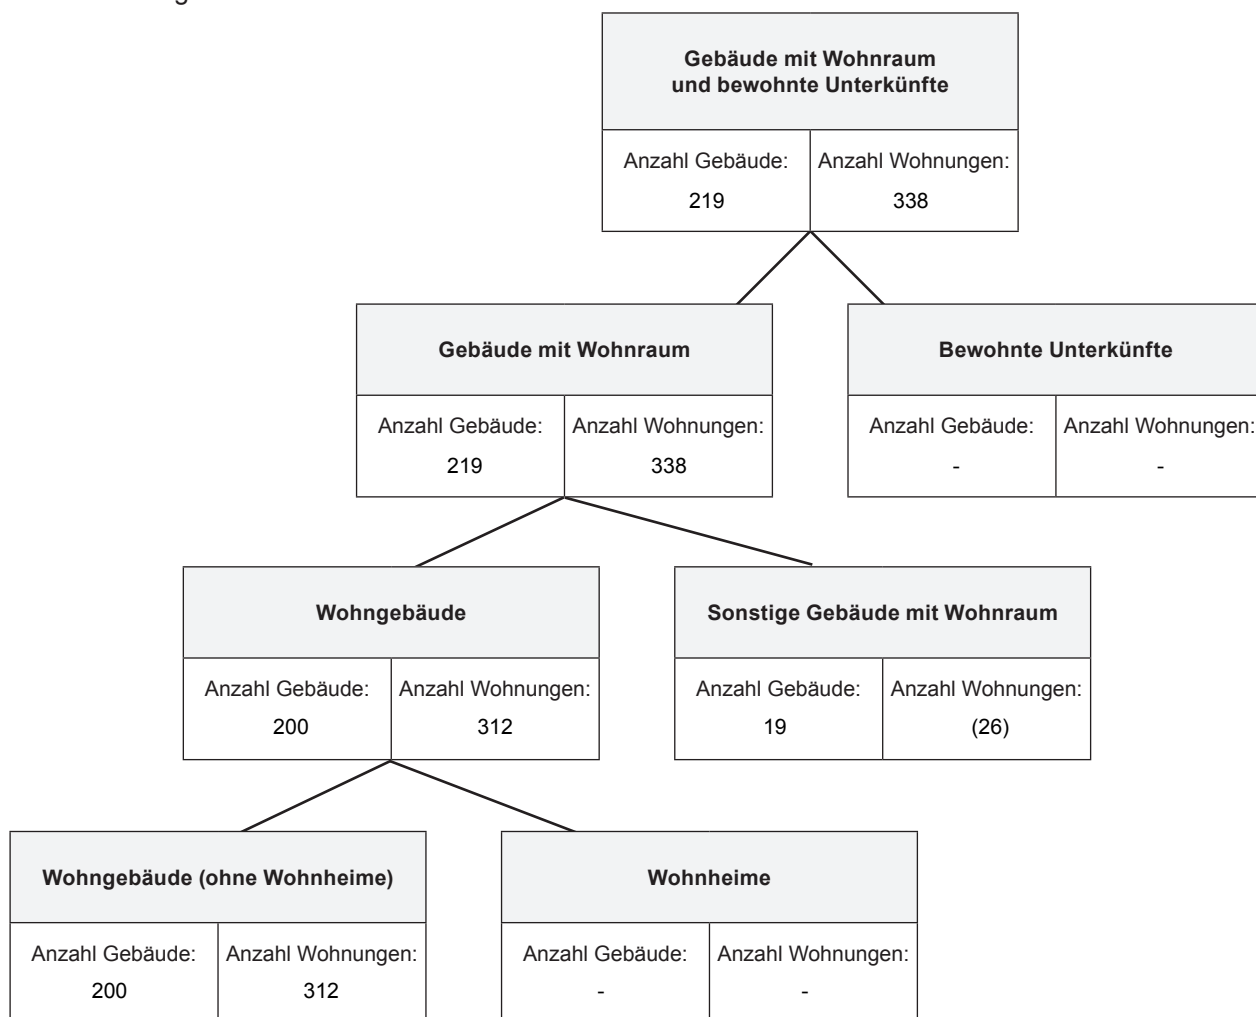 Gebäude mit Wohnraum
und bewohnte Unterkünfte
Anzahl Gebäude: Anzahl Wohnungen:
219 338
Gebäude mit Wohnraum
Bewohnte Unterkünfte
Anzahl Gebäude: Anzahl Wohnungen:
219 338
Anzahl Gebäude: Anzahl Wohnungen:
- -
Wohngebäude
Sonstige Gebäude mit Wohnraum
Anzahl Gebäude: Anzahl Wohnungen:
200 312
Anzahl Gebäude: Anzahl Wohnungen:
19 (26)
Wohngebäude (ohne Wohnheime)
Wohnheime
Anzahl Gebäude: Anzahl Wohnungen:
200 312
Anzahl Gebäude: Anzahl Wohnungen:
- -